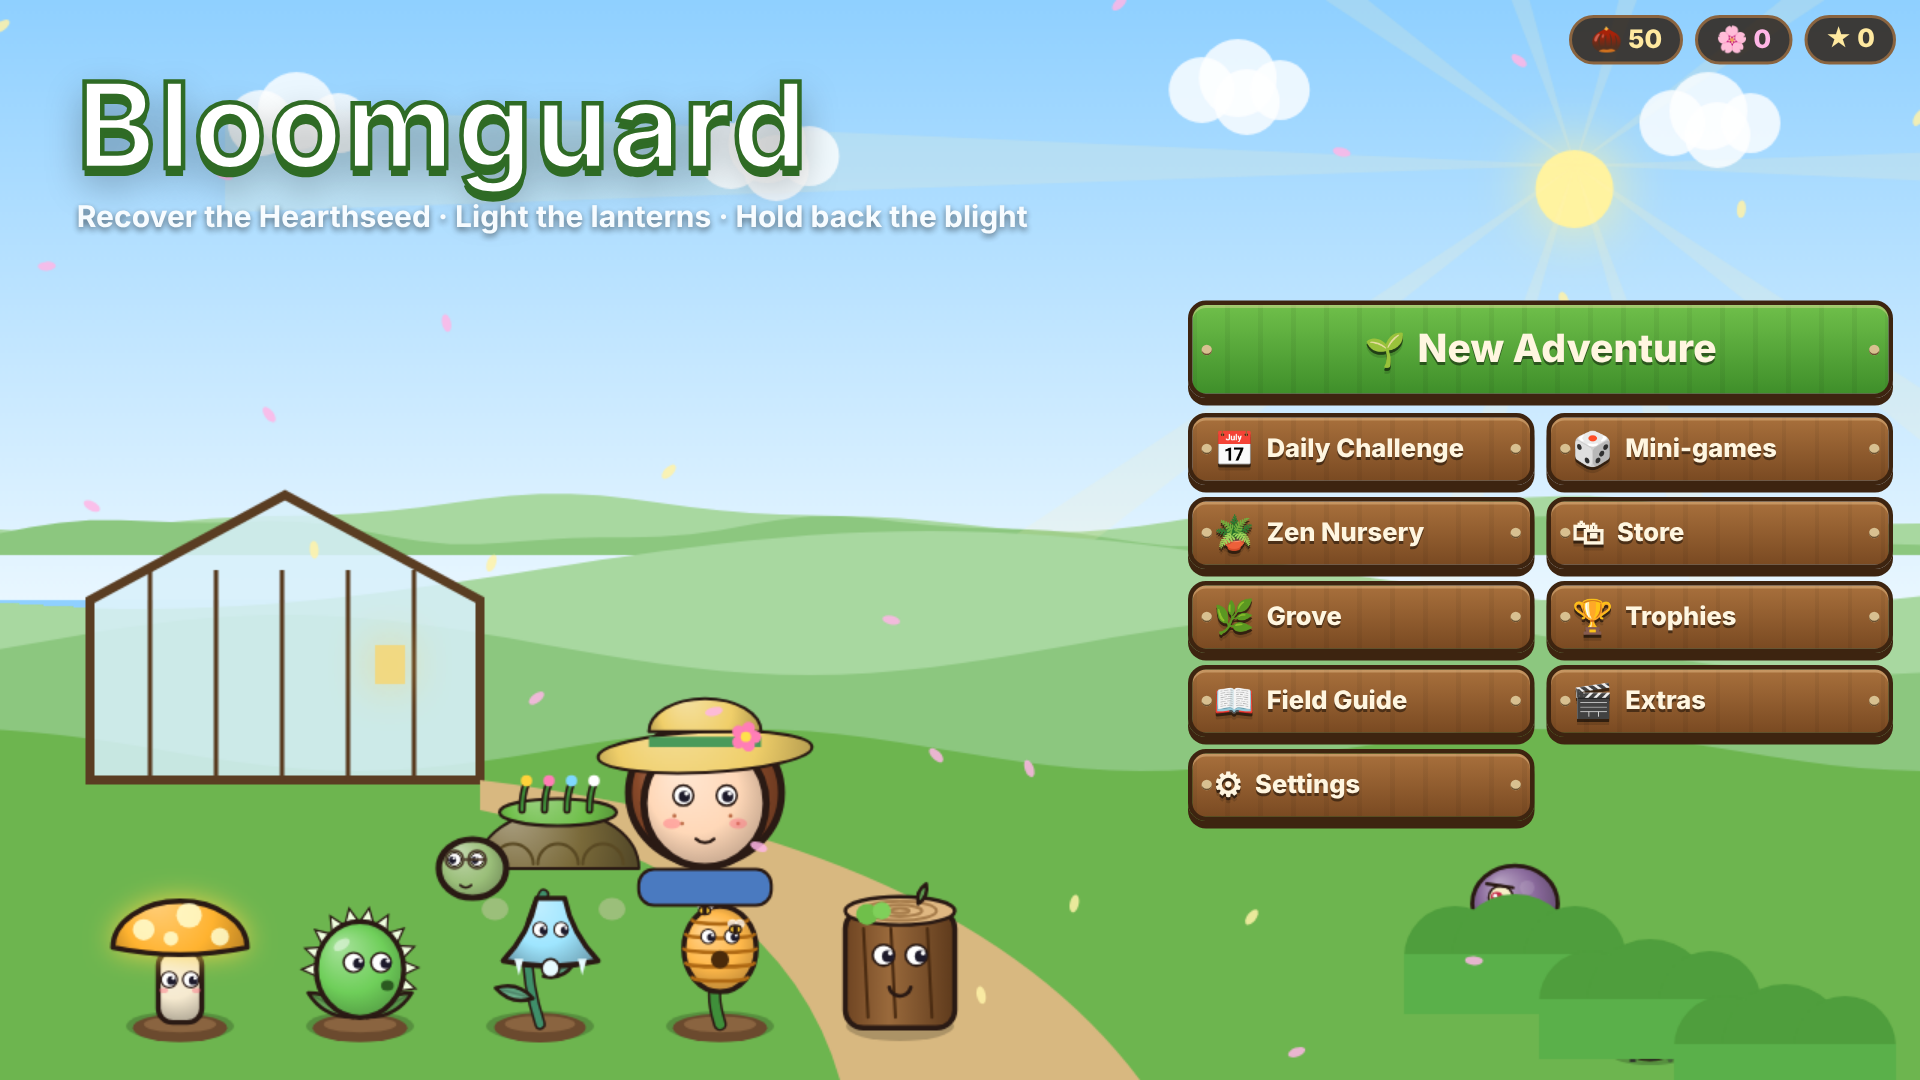 50
0
★ 0
Bloomguard
Recover the Hearthseed · Light the lanterns · Hold back the blight
New Adventure
July
17
Daily Challenge
Mini-games
Zen Nursery
Store
Grove
Trophies
Field Guide
Extras
Settings